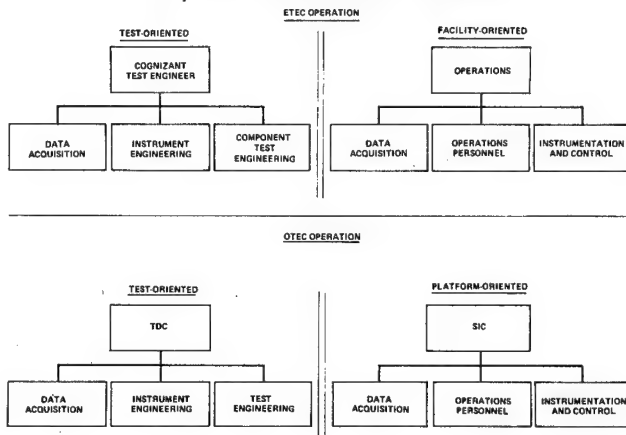 ETEC OPERATION
TEST-ORIENTED
FACILITY-ORIENTED
COGNIZANT
TEST ENGINEER
OPERATIONS
DATA
ACQUISITION
INSTRUMENT
ENGINEERING
COMPONENT
TEST
ENGINEERING
DATA
ACQUISITION
OPERATIONS
PERSONNEL
INSTRUMENTATION
AND CONTROL
OTEC OPERATION
TEST-ORIENTED
PLATFORM-ORIENTED
TDC
SIC
DATA
ACQUISITION
INSTRUMENT
ENGINEERING
TEST
ENGINEERING
DATA
ACQUISITION
OPERATIONS
PERSONNEL
INSTRUMENTATION
AND CONTROL